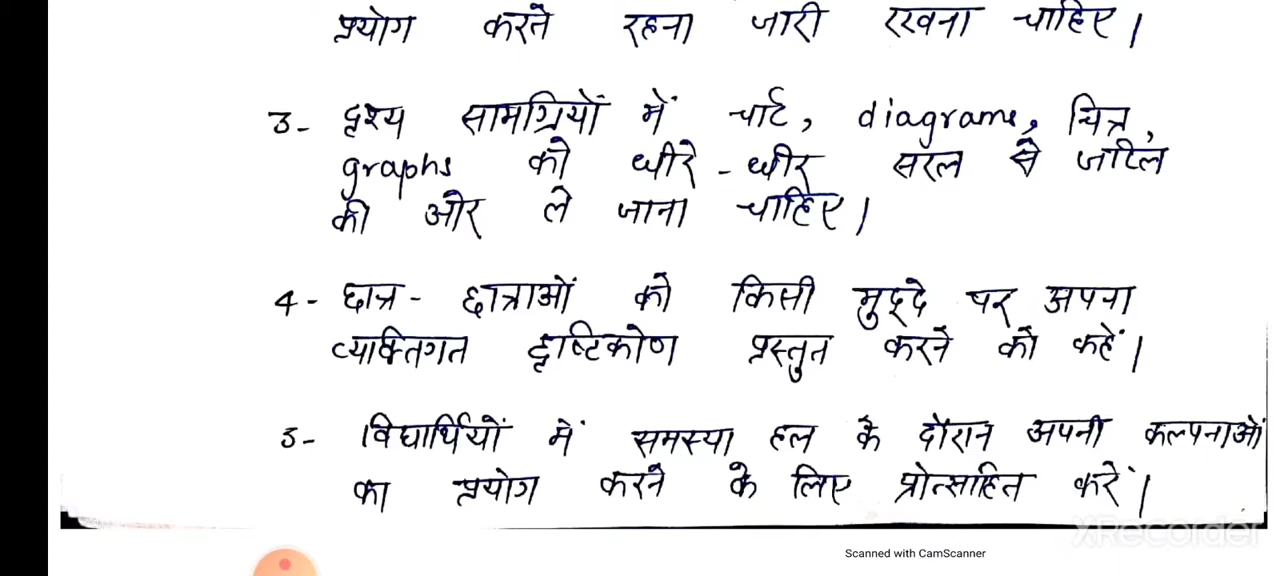 प्रयोग करते रहना जारी रखना चाहिए।
3- दृश्य सामग्रियों में चार्ट, diagrams, चित्र,
graphs को धीरे-धीरे सरल से जटिल
की ओर ले जाना चाहिए।
4- छात्र-छात्राओं को किसी मुद्दे पर अपना
व्यक्तिगत दृष्टिकोण प्रस्तुत करने को कहें।
5- विद्यार्थियों में समस्या हल के दौरान अपनी कल्पनाओं
का प्रयोग करने के लिए प्रोत्साहित करें।
XRecorder
Scanned with CamScanner